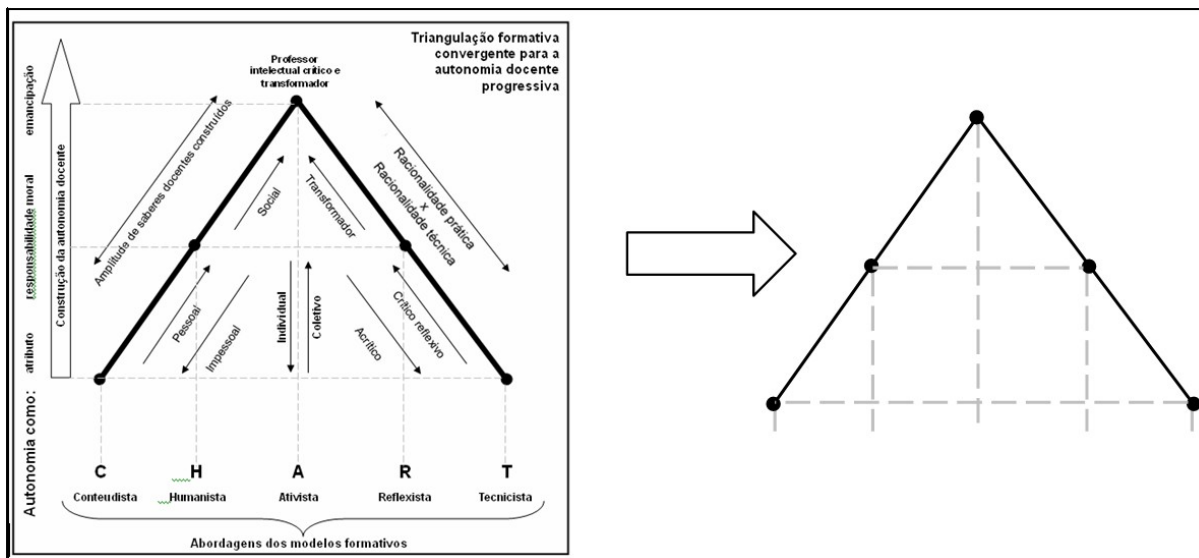 Triangulação formativa
convergente para a
autonomia docente
progressiva
Professor
intelectual crítico e
transformador
emancipação
responsabilidade moral
atributo
Autonomia como:
Construção da autonomia docente
Amplitude de saberes docentes construídos
Racionalidade prática
x
Racionalidade técnica
Social
Transformador
Pessoal
Impessoal
Individual
Coletivo
Acrítico
Crítico reflexivo
C H A R T
Conteudista Humanista Ativista Reflexista Tecnicista
Abordagens dos modelos formativos